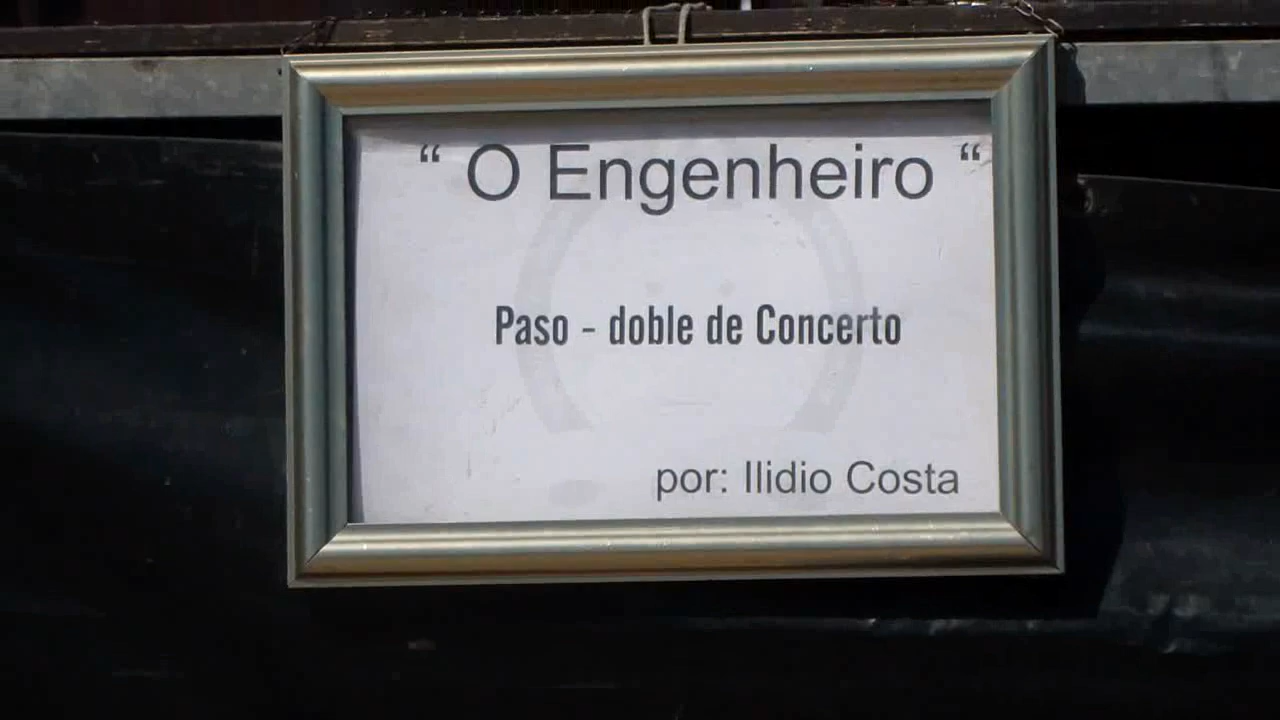 “ O Engenheiro “
Paso - doble de Concerto
por: Ilidio Costa